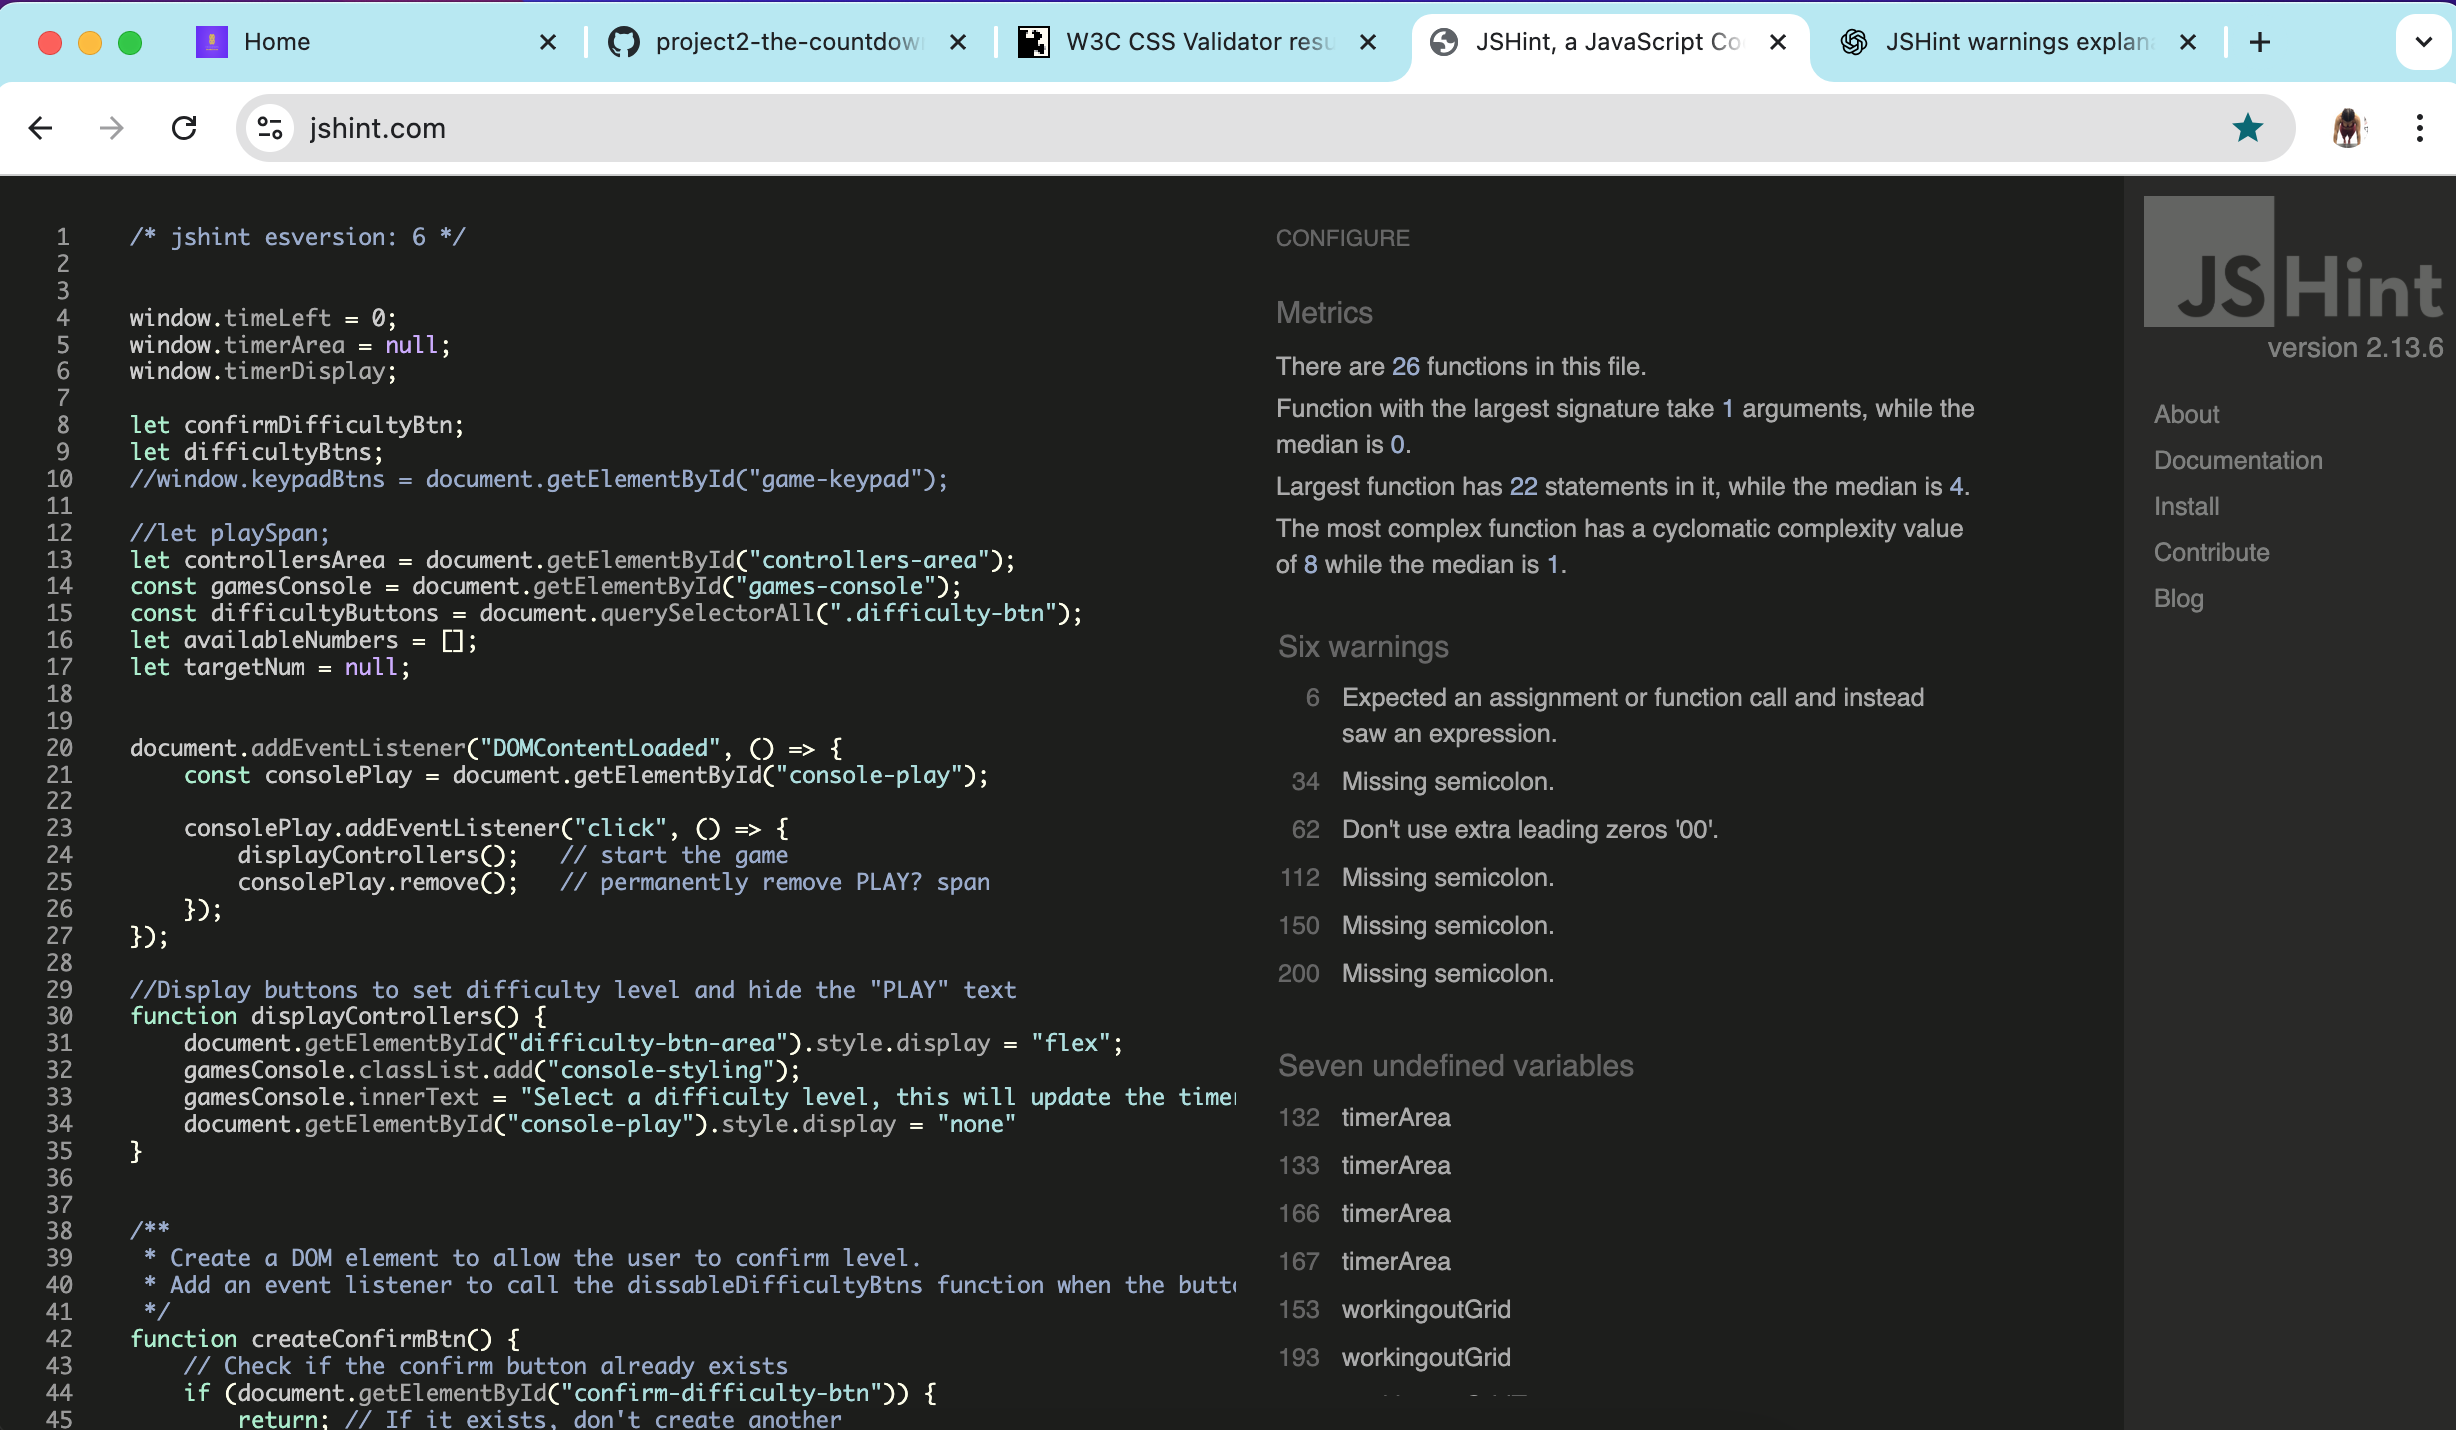 Home
project2-the-countdow
W3C CSS Validator resu
JSHint, a JavaScript Co
JSHint warnings explan
jshint.com
1 /* jshint esversion: 6 */
2
3
4 window.timeLeft = 0;
5 window.timerArea = null;
6 window.timerDisplay;
7
8 let confirmDifficultyBtn;
9 let difficultyBtns;
10 //window.keypadBtns = document.getElementById("game-keypad");
11
12 //let playSpan;
13 let controllersArea = document.getElementById("controllers-area");
14 const gamesConsole = document.getElementById("games-console");
15 const difficultyButtons = document.querySelectorAll(".difficulty-btn");
16 let availableNumbers = [];
17 let targetNum = null;
18
19
20 document.addEventListener("DOMContentLoaded", () => {
21 const consolePlay = document.getElementById("console-play");
22
23 consolePlay.addEventListener("click", () => {
24 displayControllers(); // start the game
25 consolePlay.remove(); // permanently remove PLAY? span
26 });
27 });
28
29 //Display buttons to set difficulty level and hide the "PLAY" text
30 function displayControllers() {
31 document.getElementById("difficulty-btn-area").style.display = "flex";
32 gamesConsole.classList.add("console-styling");
33 gamesConsole.innerText = "Select a difficulty level, this will update the timer
34 document.getElementById("console-play").style.display = "none"
35 }
36
37
38 /**
39 * Create a DOM element to allow the user to confirm level.
40 * Add an event listener to call the dissableDifficultyBtns function when the butto
41 */
42 function createConfirmBtn() {
43 // Check if the confirm button already exists
44 if (document.getElementById("confirm-difficulty-btn")) {
45 return; // If it exists, don't create another
CONFIGURE
Metrics
There are 26 functions in this file.
Function with the largest signature take 1 arguments, while the
median is 0.
Largest function has 22 statements in it, while the median is 4.
The most complex function has a cyclomatic complexity value
of 8 while the median is 1.
Six warnings
6 Expected an assignment or function call and instead
saw an expression.
34 Missing semicolon.
62 Don't use extra leading zeros '00'.
112 Missing semicolon.
150 Missing semicolon.
200 Missing semicolon.
Seven undefined variables
132 timerArea
133 timerArea
166 timerArea
167 timerArea
153 workingoutGrid
193 workingoutGrid
JSHint
version 2.13.6
About
Documentation
Install
Contribute
Blog